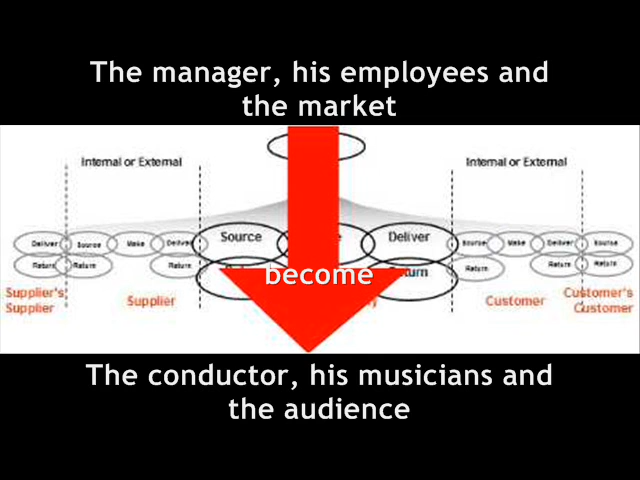 The manager, his employees and
the market
Internal or External
Internal or External
Source
Deliver
Deliver
Source
Make
Deliver
Source
Make
Deliver
Source
Return
Return
Return
become
Return
Return
Return
Supplier's
Supplier
Supplier
Customer
Customer's
Customer
The conductor, his musicians and
the audience